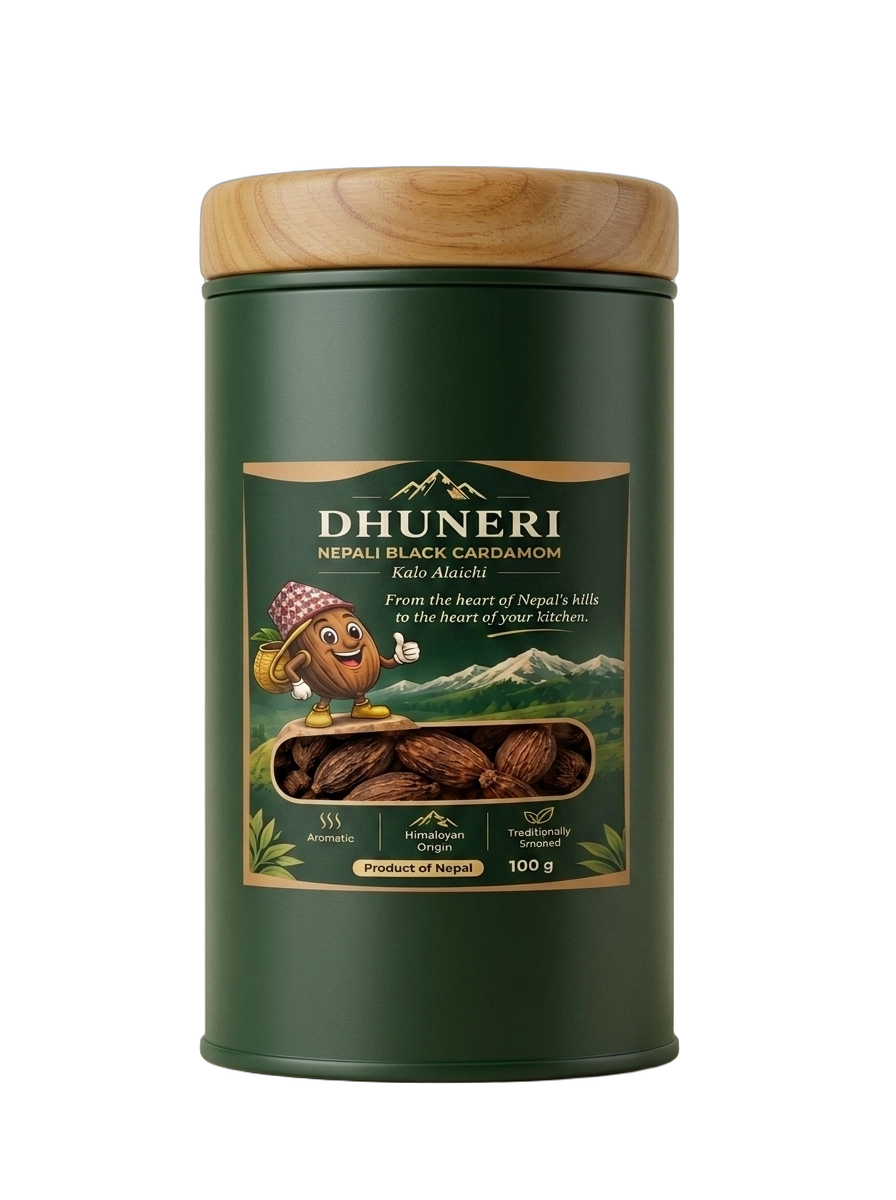 DHUNERI
NEPALI BLACK CARDAMOM
Kalo Alaichi
From the heart of Nepal's hills
to the heart of your kitchen.
Aromatic
Himaloyan
Origin
Treditionally
Srnoned
Product of Nepal
100 g